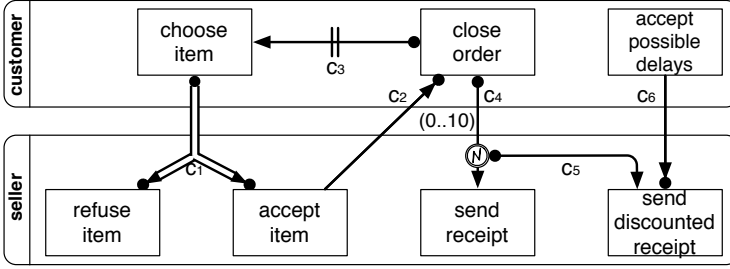 customer
choose
item
close
order
accept
possible
delays
c3
c2
c4
c6
(0..10)
seller
c1
c5
refuse
item
accept
item
send
receipt
send
discounted
receipt